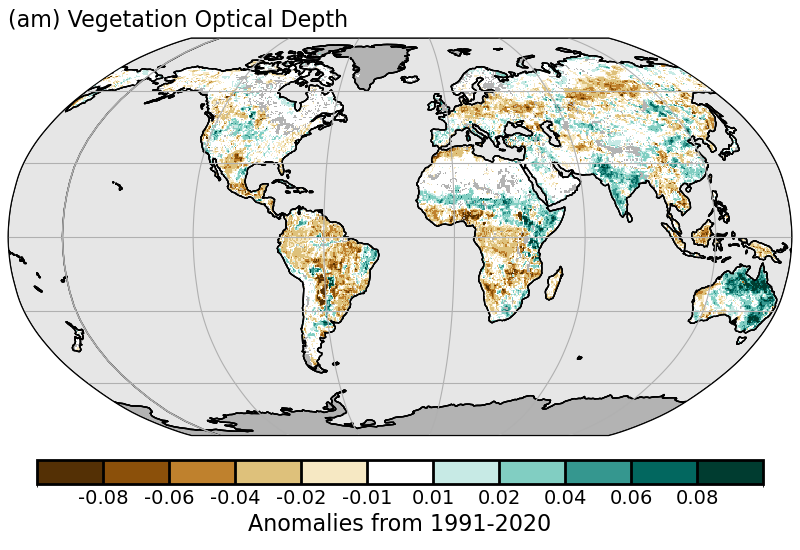 (am) Vegetation Optical Depth
-0.08 -0.06 -0.04 -0.02 -0.01 0.01 0.02 0.04 0.06 0.08
Anomalies from 1991-2020